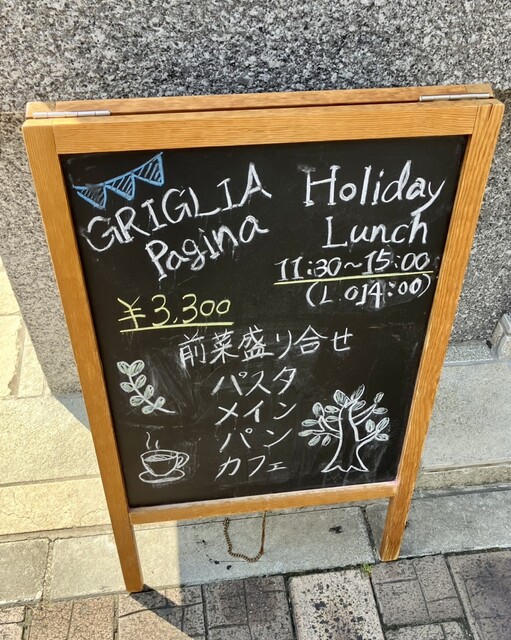 GRIGLIA
Pagina
Holiday
Lunch
11:30~15:00
(L.O14:00)
¥3,300
前菜盛り合せ
パスタ
メイン
パン
カフェ